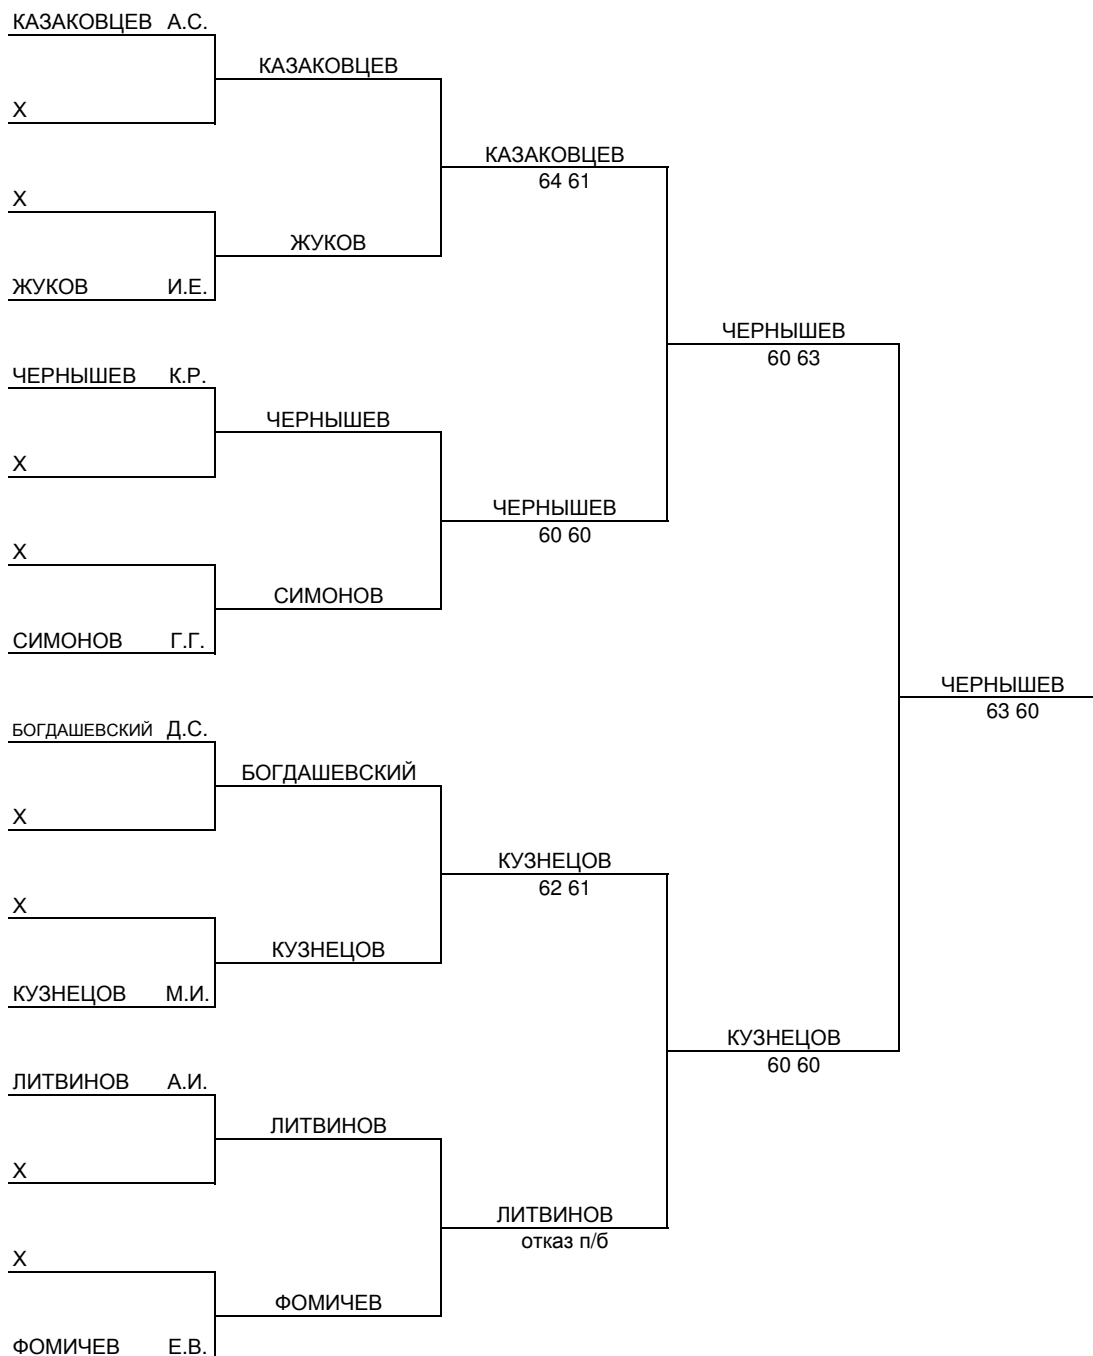 КАЗАКОВЦЕВ А.С.
КАЗАКОВЦЕВ
Х
КАЗАКОВЦЕВ
64 61
Х
ЖУКОВ
ЖУКОВ И.Е.
ЧЕРНЫШЕВ
60 63
ЧЕРНЫШЕВ К.Р.
ЧЕРНЫШЕВ
Х
ЧЕРНЫШЕВ
60 60
Х
СИМОНОВ
СИМОНОВ Г.Г.
ЧЕРНЫШЕВ
63 60
БОГДАШЕВСКИЙ Д.С.
БОГДАШЕВСКИЙ
Х
КУЗНЕЦОВ
62 61
Х
КУЗНЕЦОВ
КУЗНЕЦОВ М.И.
КУЗНЕЦОВ
60 60
ЛИТВИНОВ А.И.
ЛИТВИНОВ
Х
ЛИТВИНОВ
отказ п/б
Х
ФОМИЧЕВ
ФОМИЧЕВ Е.В.